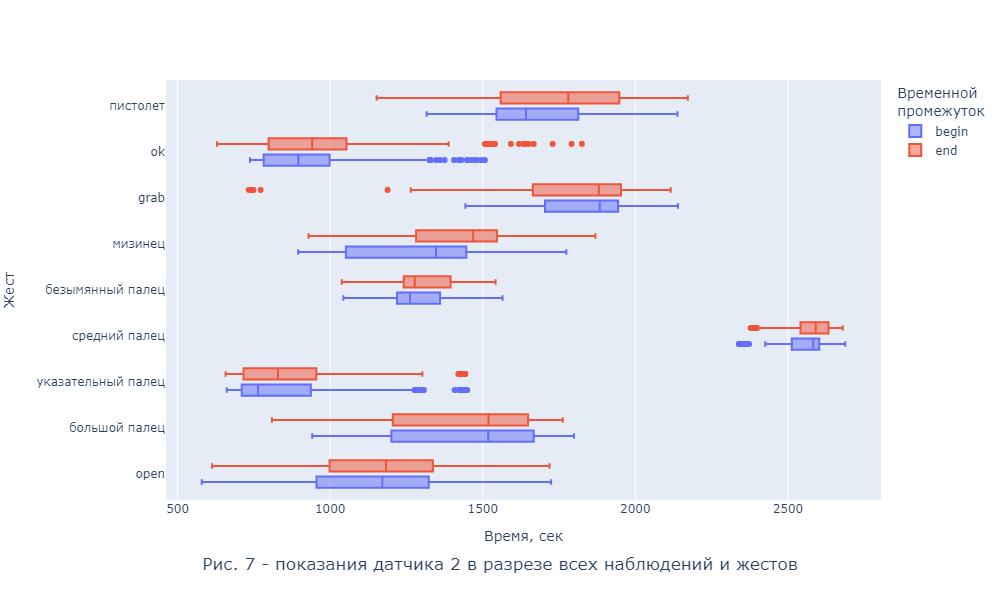 Временной
промежуток
begin
end
пистолет
ok
grab
мизинец
безымянный палец
средний палец
указательный палец
большой палец
open
Жест
500 1000 1500 2000 2500
Время, сек
Рис. 7 - показания датчика 2 в разрезе всех наблюдений и жестов